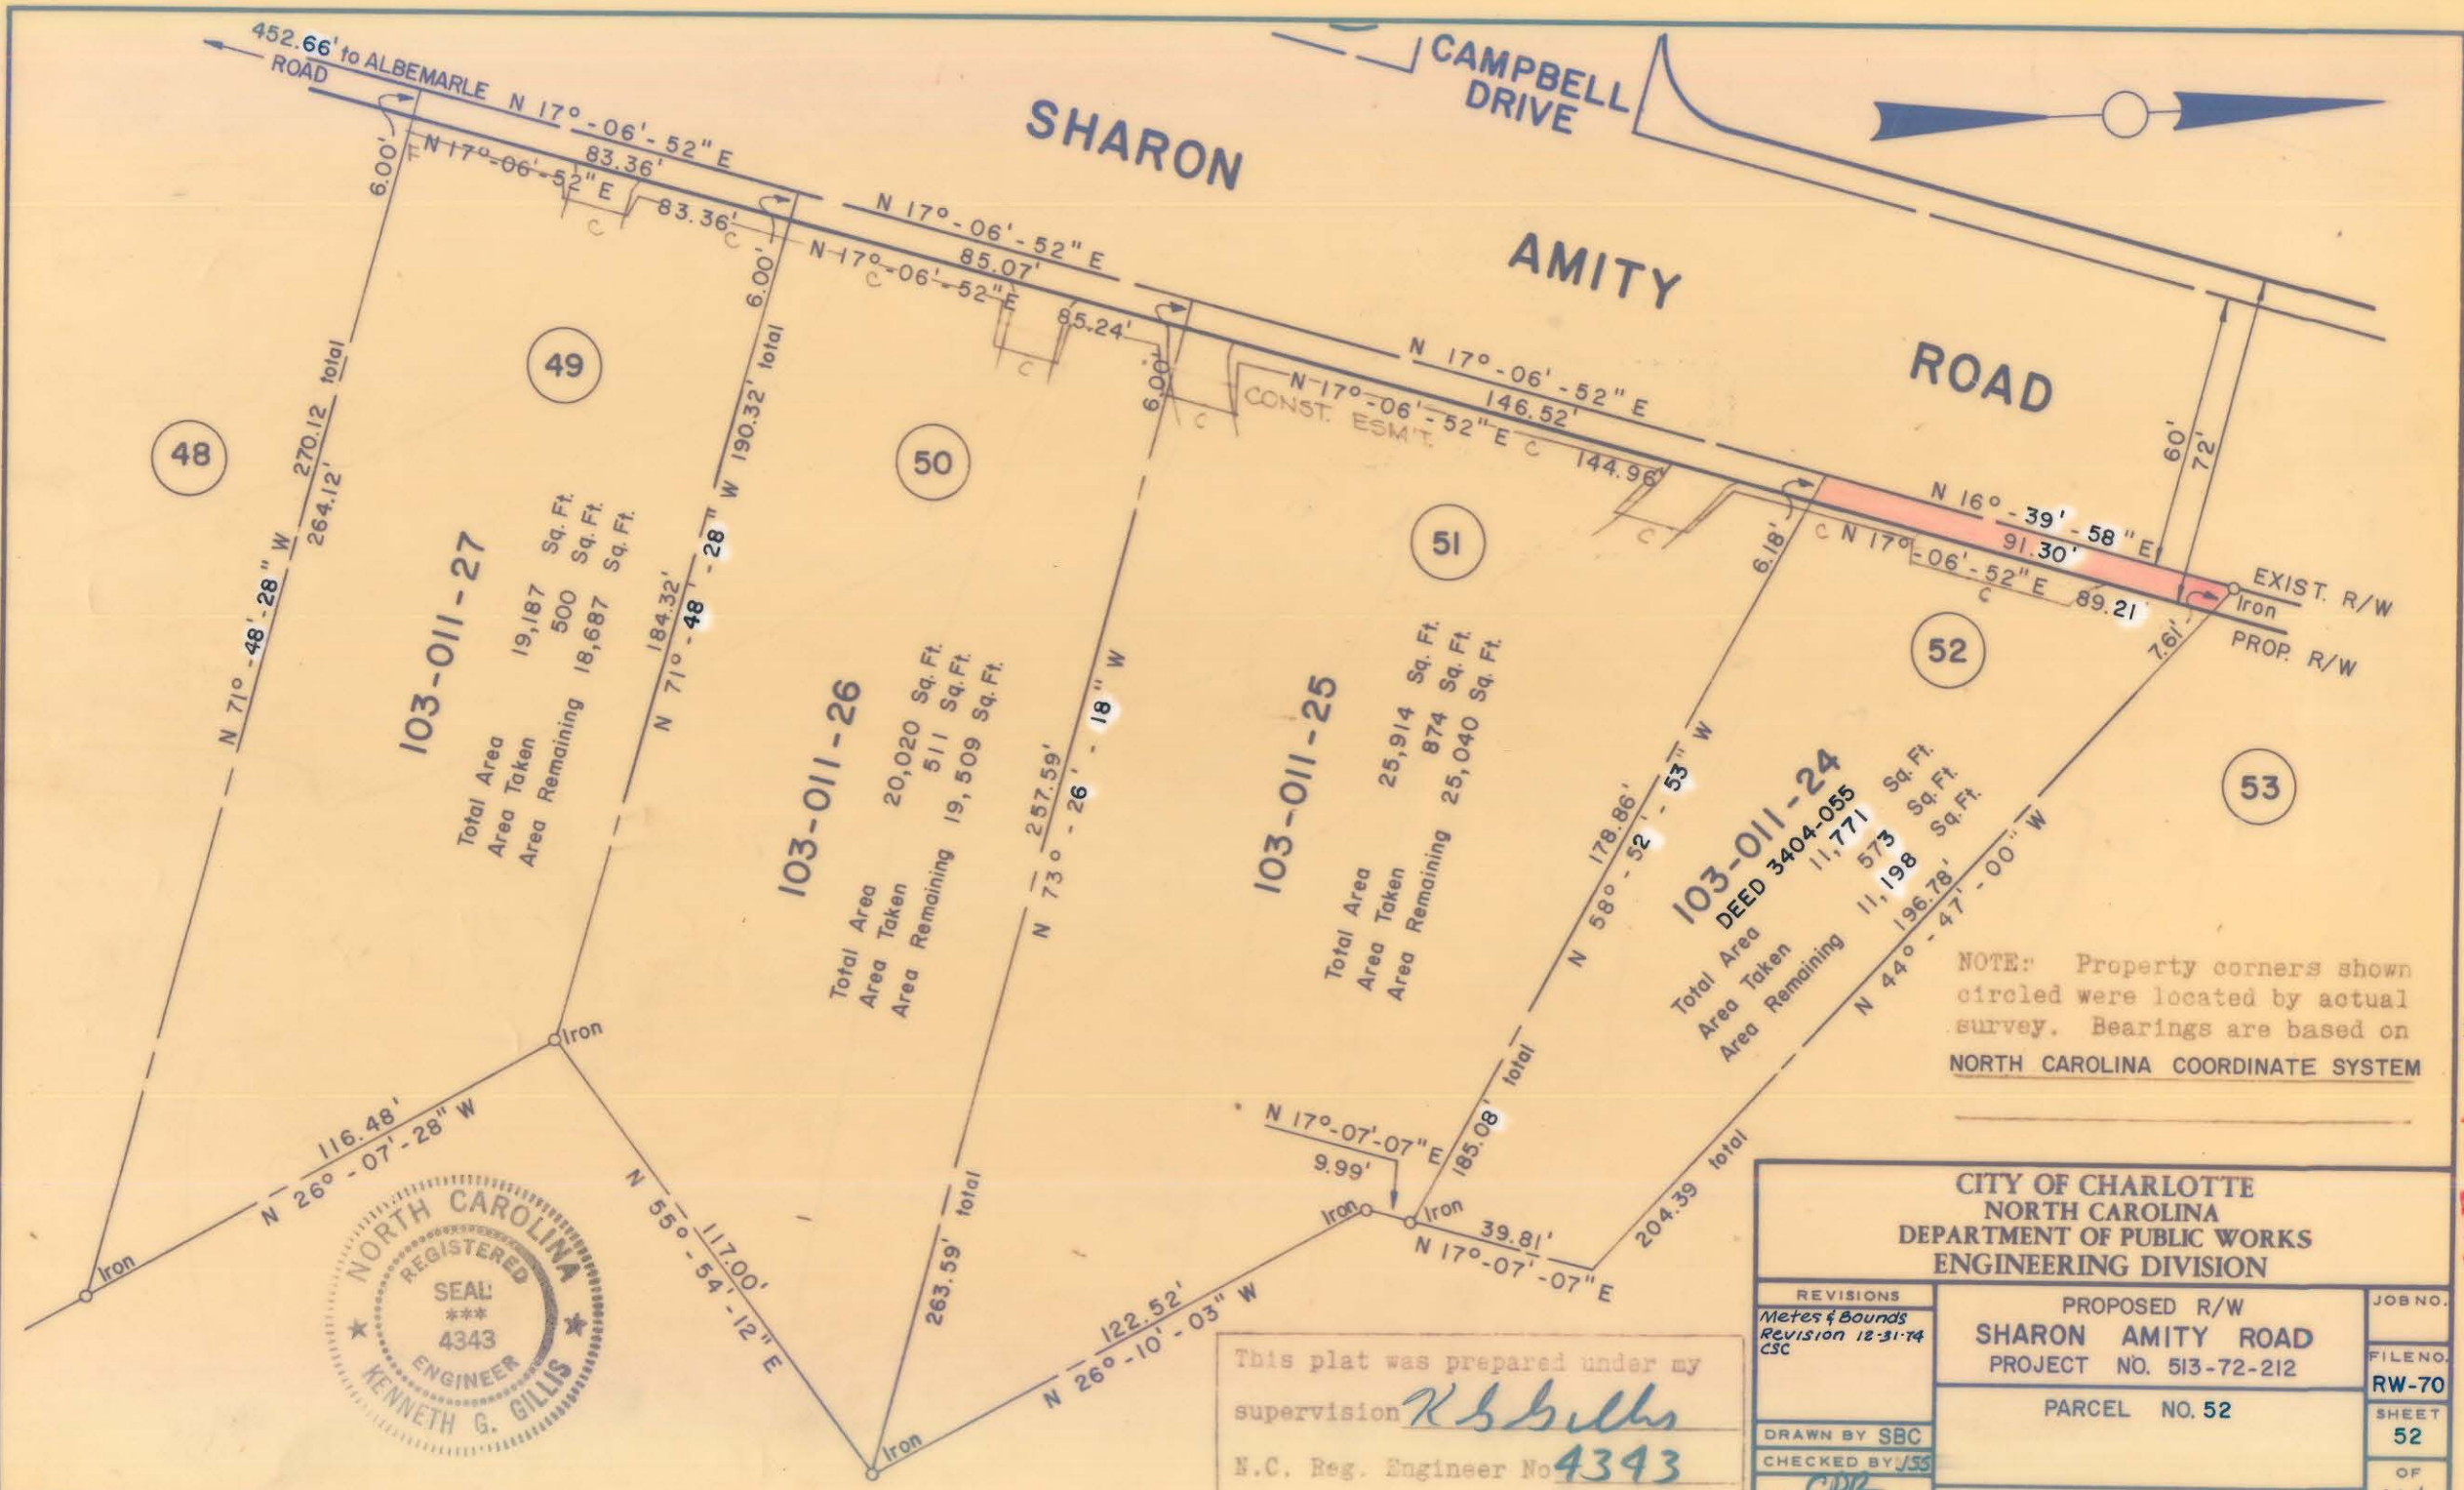 452.66' to ALBEMARLE
ROAD
N 17°-06'-52" E
83.36'
N 17°-06'-52" E
83.36'
6.00'
C
C
SHARON
AMITY
ROAD
CAMPBELL
DRIVE
N 17°-06'-52" E
85.07'
N 17°-06'-52" E
85.24'
6.00'
C
C
N 17°-06'-52" E
146.52'
N 17°-06'-52" E
144.96'
CONST. ESM'T.
6.00'
C
C
C
N 16°-39'-58" E
91.30'
C N 17°-06'-52" E
89.21
C
6.18'
7.61'
60'
72'
EXIST. R/W
Iron
PROP. R/W
48
49
50
51
52
53
N 71°-48'-28" W
270.12 total
264.12'
103-011-27
Total Area 19,187 Sq. Ft.
Area Taken 500 Sq. Ft.
Area Remaining 18,687 Sq. Ft.
184.32'
N 71°-48'-28" W 190.32' total
103-011-26
Total Area 20,020 Sq. Ft.
Area Taken 511 Sq. Ft.
Area Remaining 19,509 Sq. Ft.
257.59'
N 73°-26'-18" W
263.59' total
103-011-25
Total Area 25,914 Sq. Ft.
Area Taken 874 Sq. Ft.
Area Remaining 25,040 Sq. Ft.
178.86'
N 58°-52'-53" W
185.08' total
103-011-24
DEED 3404-055
Total Area 11,771 Sq. Ft.
Area Taken 573 Sq. Ft.
Area Remaining 11,198 Sq. Ft.
196.78'
N 44°-47'-00" W
204.39 total
NOTE: Property corners shown
circled were located by actual
survey. Bearings are based on
NORTH CAROLINA COORDINATE SYSTEM
Iron
116.48'
N 26°-07'-28" W
Iron
117.00'
N 55°-54'-12" E
Iron
122.52'
N 26°-10'-03" W
Iron
N 17°-07'-07" E
9.99'
Iron
39.81'
N 17°-07'-07" E
NORTH CAROLINA
REGISTERED
SEAL
***
4343
ENGINEER
KENNETH G. GILLIS
This plat was prepared under my
supervision K G Gillis
N.C. Reg. Engineer No 4343
CITY OF CHARLOTTE
NORTH CAROLINA
DEPARTMENT OF PUBLIC WORKS
ENGINEERING DIVISION
REVISIONS
Metes & Bounds
Revision 12-31-74
CSC
DRAWN BY SBC
CHECKED BY JSS
PROPOSED R/W
SHARON AMITY ROAD
PROJECT NO. 513-72-212
PARCEL NO. 52
JOB NO.
FILE NO.
RW-70
SHEET
52
OF